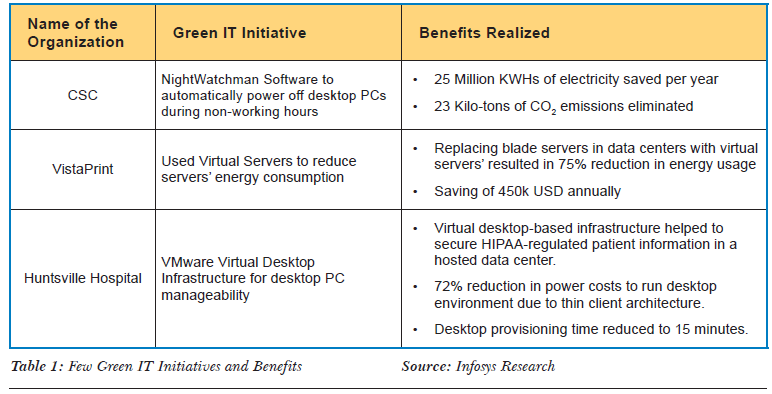 Name of the
Organization
Green IT Initiative
Benefits Realized
CSC
NightWatchman Software to
automatically power off desktop PCs
during non-working hours
• 25 Million KWHs of electricity saved per year
• 23 Kilo-tons of CO₂ emissions eliminated
VistaPrint
Used Virtual Servers to reduce
servers' energy consumption
• Replacing blade servers in data centers with virtual
servers' resulted in 75% reduction in energy usage
• Saving of 450k USD annually
Huntsville Hospital
VMware Virtual Desktop
Infrastructure for desktop PC
manageability
• Virtual desktop-based infrastructure helped to
secure HIPAA-regulated patient information in a
hosted data center.
• 72% reduction in power costs to run desktop
environment due to thin client architecture.
• Desktop provisioning time reduced to 15 minutes.
Table 1: Few Green IT Initiatives and Benefits
Source: Infosys Research